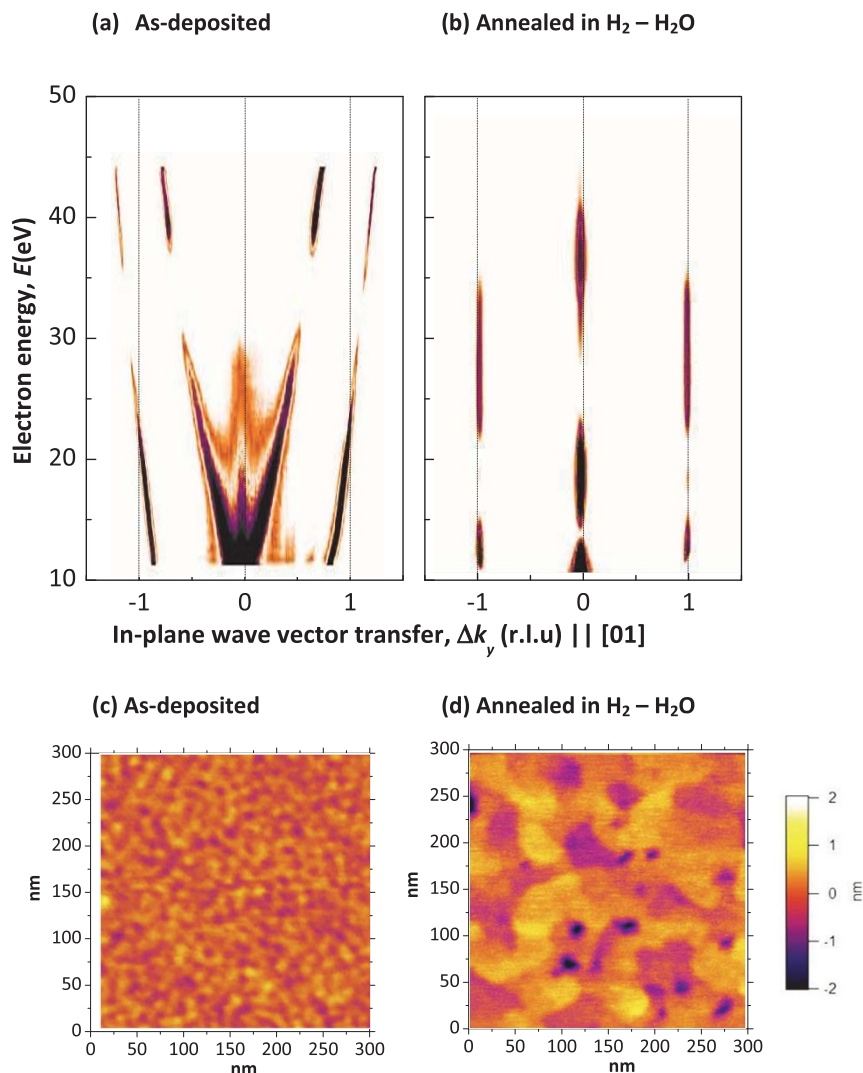 (a) As-deposited
(b) Annealed in H₂ – H₂O
50
40
30
20
10
Electron energy, E(eV)
-1 0 1
-1 0 1
In-plane wave vector transfer, Δkᵧ (r.l.u) || [01]
(c) As-deposited
(d) Annealed in H₂ – H₂O
300
250
200
150
100
50
0
nm
0 50 100 150 200 250 300
nm
300
250
200
150
100
50
0
nm
0 50 100 150 200 250 300
nm
2
1
0
-1
-2
nm